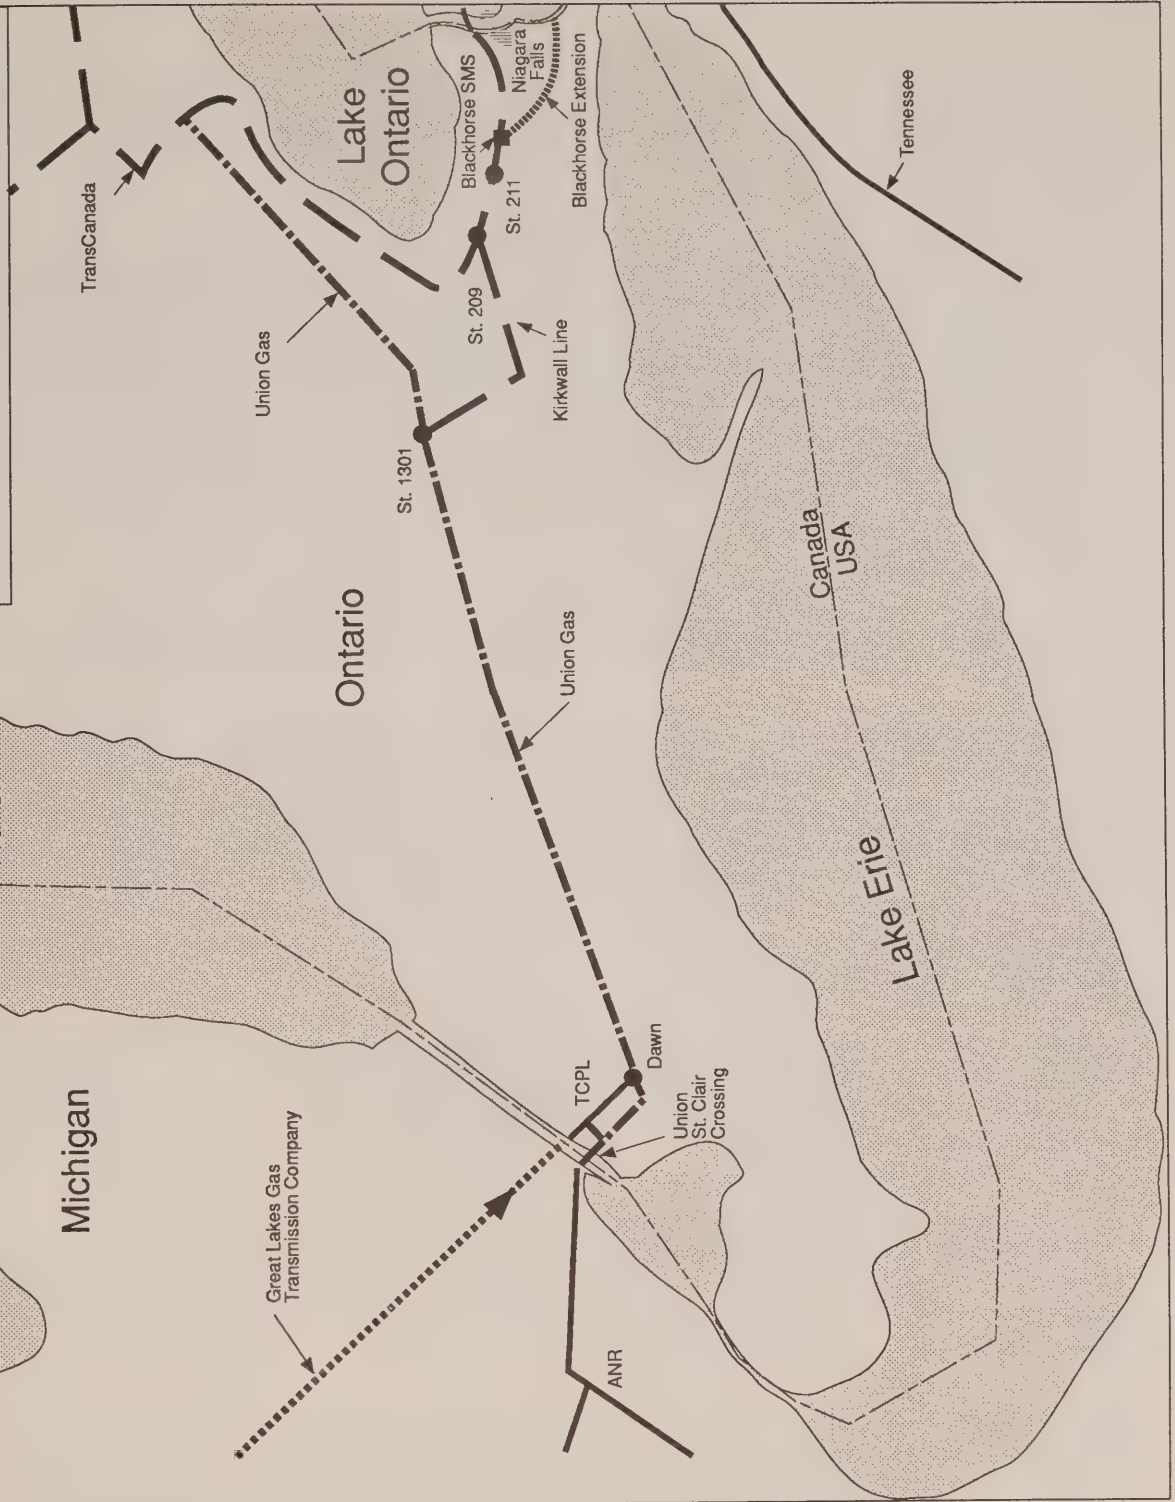 Michigan
Great Lakes Gas
Transmission Company
ANR
TCPL
Dawn
Union
St. Clair
Crossing
Ontario
Union Gas
Lake Erie
Canada
USA
St. 1301
Union Gas
Kirkwall Line
St. 209
St. 211
TransCanada
Lake
Ontario
Blackhorse SMS
Niagara
Falls
Blackhorse Extension
Tennessee